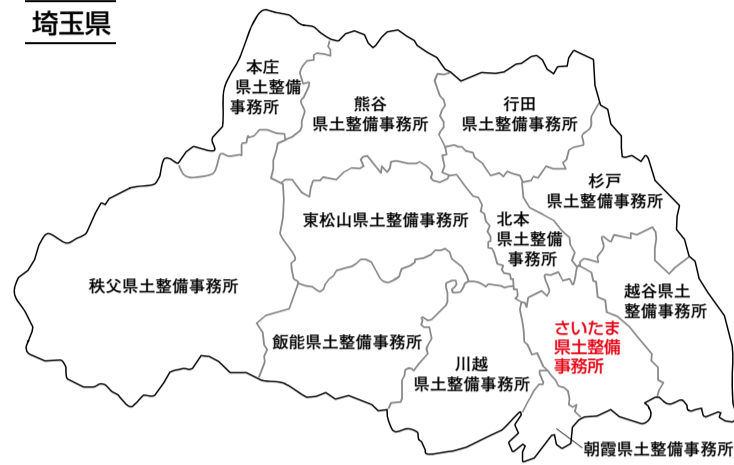 埼玉県
本庄
県土整備
事務所
熊谷
県土整備事務所
行田
県土整備事務所
杉戸
県土整備事務所
東松山県土整備事務所
北本
県土整備
事務所
秩父県土整備事務所
越谷県土
整備事務所
飯能県土整備事務所
川越
県土整備事務所
さいたま
県土整備
事務所
朝霞県土整備事務所